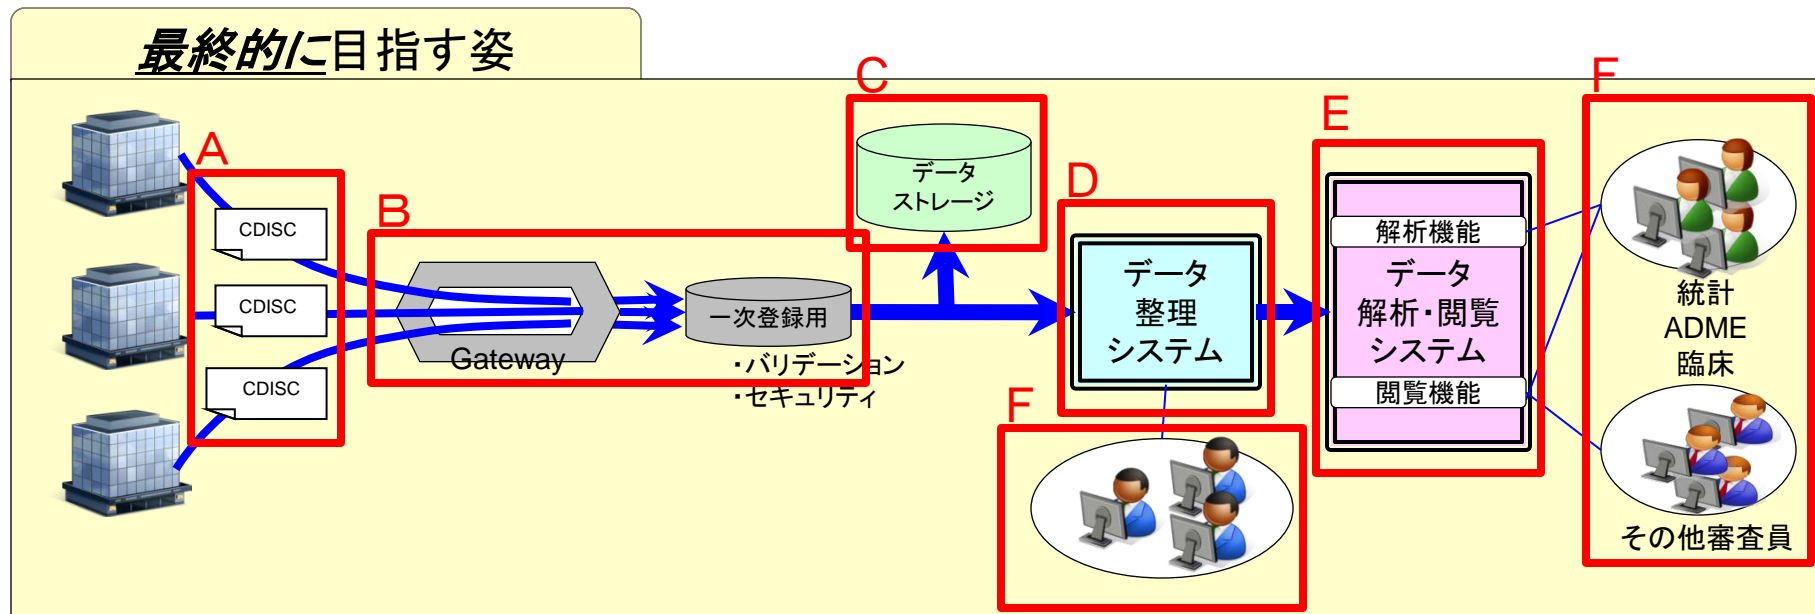 最終的に目指す姿
A
CDISC
CDISC
CDISC
B
Gateway
一次登録用
・バリデーション
・セキュリティ
C
データ
ストレージ
D
データ
整理
システム
F
E
解析機能
データ
解析・閲覧
システム
閲覧機能
F
統計
ADME
臨床
その他審査員